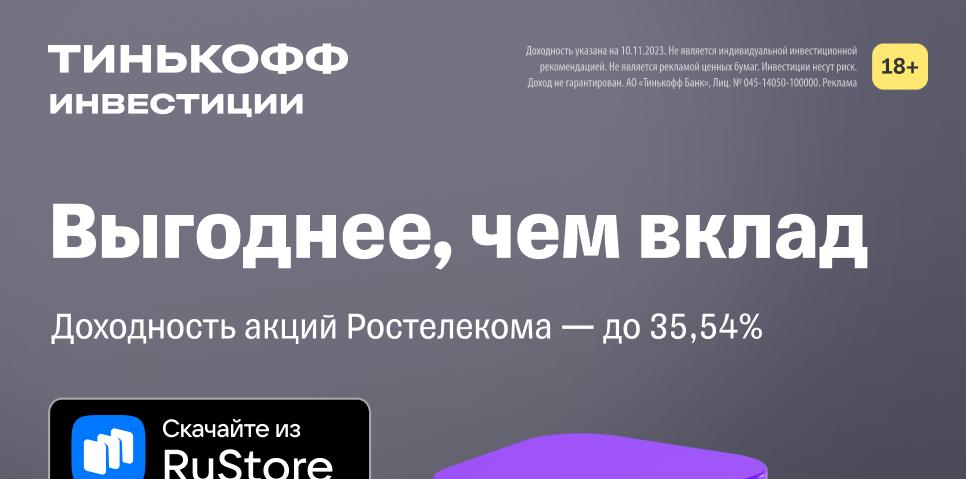 ТИНЬКОФФ
ИНВЕСТИЦИИ
Доходность указана на 10.11.2023. Не является индивидуальной инвестиционной
рекомендацией. Не является рекламой ценных бумаг. Инвестиции несут риск.
Доход не гарантирован. АО «Тинькофф Банк», Лиц. № 045-14050-100000. Реклама
18+
Выгоднее, чем вклад
Доходность акций Ростелекома — до 35,54%
Скачайте из
RuStore